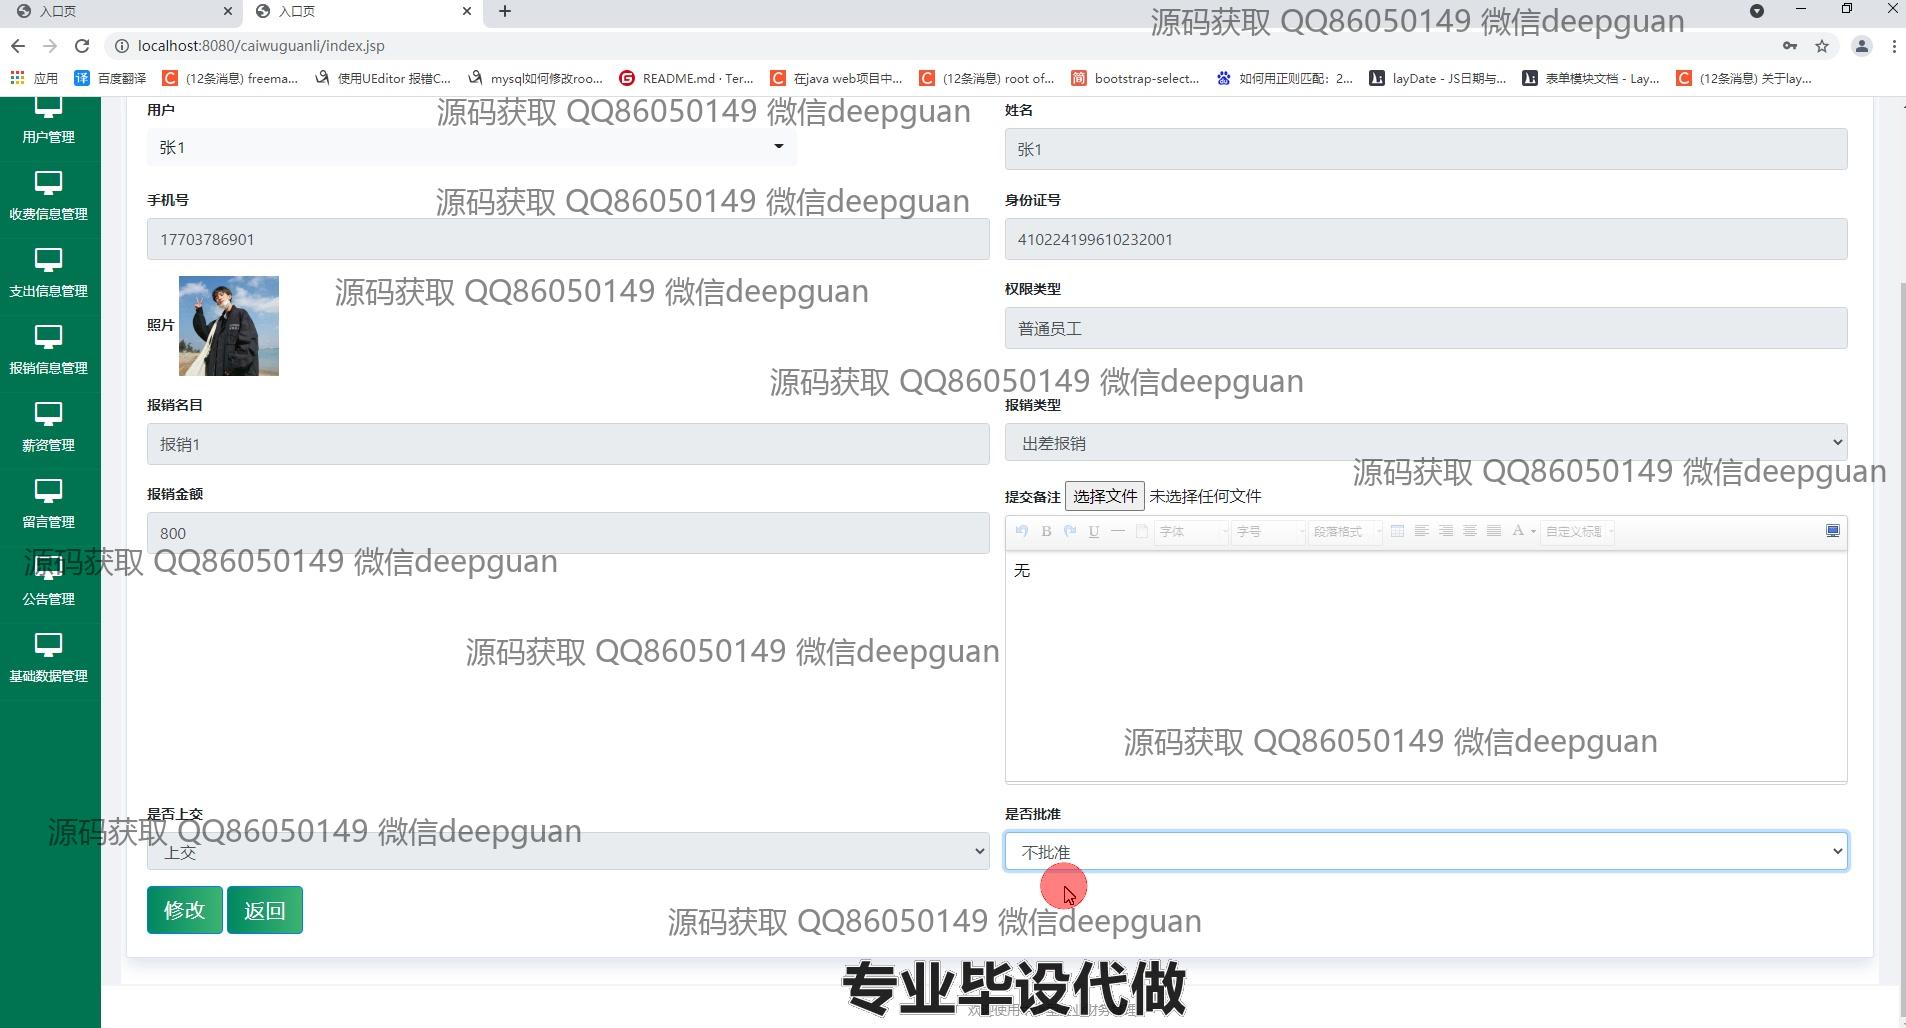 入口页
入口页
源码获取 QQ86050149 微信deepguan
localhost:8080/caiwuguanli/index.jsp
应用
百度翻译
(12条消息) freema...
使用UEditor 报错C...
mysql如何修改roo...
README.md · Ter...
在java web项目中...
(12条消息) root of...
bootstrap-select...
如何用正则匹配：2...
layDate - JS日期与...
表单模块文档 - Lay...
(12条消息) 关于lay...
用户管理
收费信息管理
支出信息管理
报销信息管理
薪资管理
留言管理
公告管理
基础数据管理
用户
源码获取 QQ86050149 微信deepguan
姓名
张1
张1
手机号
源码获取 QQ86050149 微信deepguan
身份证号
17703786901
410224199610232001
照片
源码获取 QQ86050149 微信deepguan
权限类型
普通员工
源码获取 QQ86050149 微信deepguan
报销名目
报销类型
报销1
出差报销
源码获取 QQ86050149 微信deepguan
报销金额
提交备注 选择文件 未选择任何文件
800
B U 字体 字号 段落格式 A 自定义标题
源码获取 QQ86050149 微信deepguan
无
源码获取 QQ86050149 微信deepguan
源码获取 QQ86050149 微信deepguan
是否上交
是否批准
源码获取 QQ86050149 微信deepguan
上交
不批准
修改
返回
源码获取 QQ86050149 微信deepguan
专业毕设代做